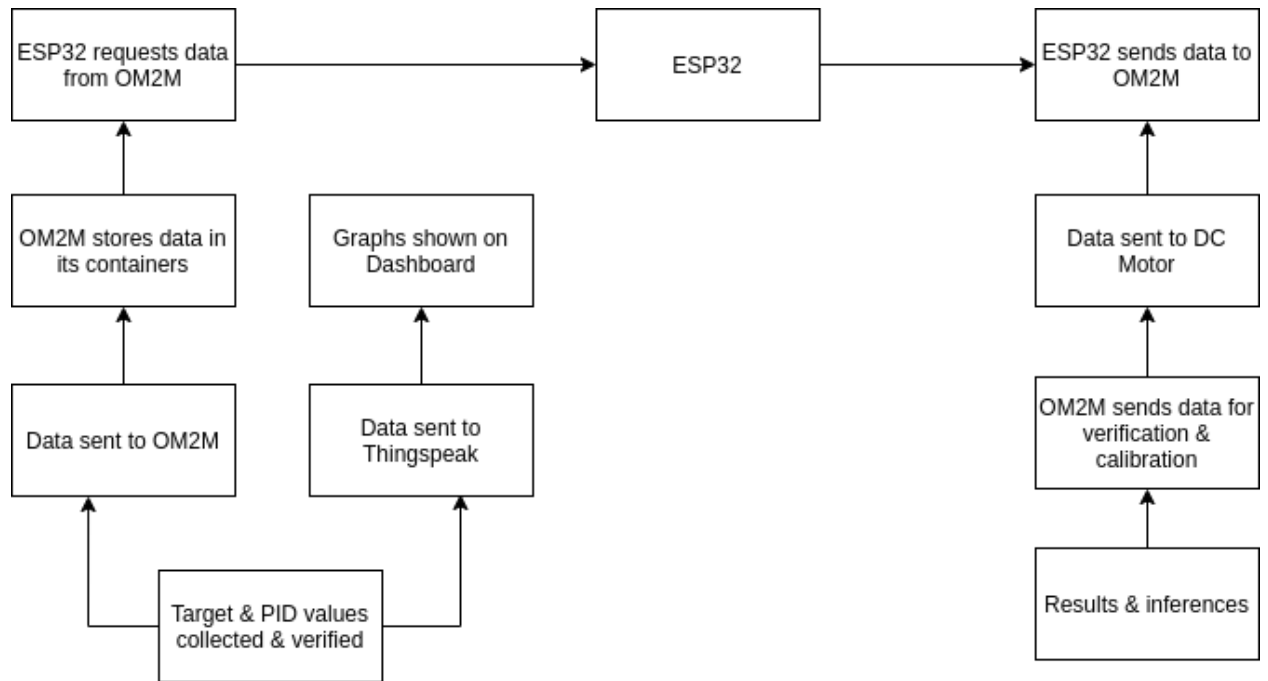 ESP32 requests data
from OM2M
ESP32
ESP32 sends data to
OM2M
OM2M stores data in
its containers
Graphs shown on
Dashboard
Data sent to DC
Motor
Data sent to OM2M
Data sent to
Thingspeak
OM2M sends data for
verification &
calibration
Target & PID values
collected & verified
Results & inferences